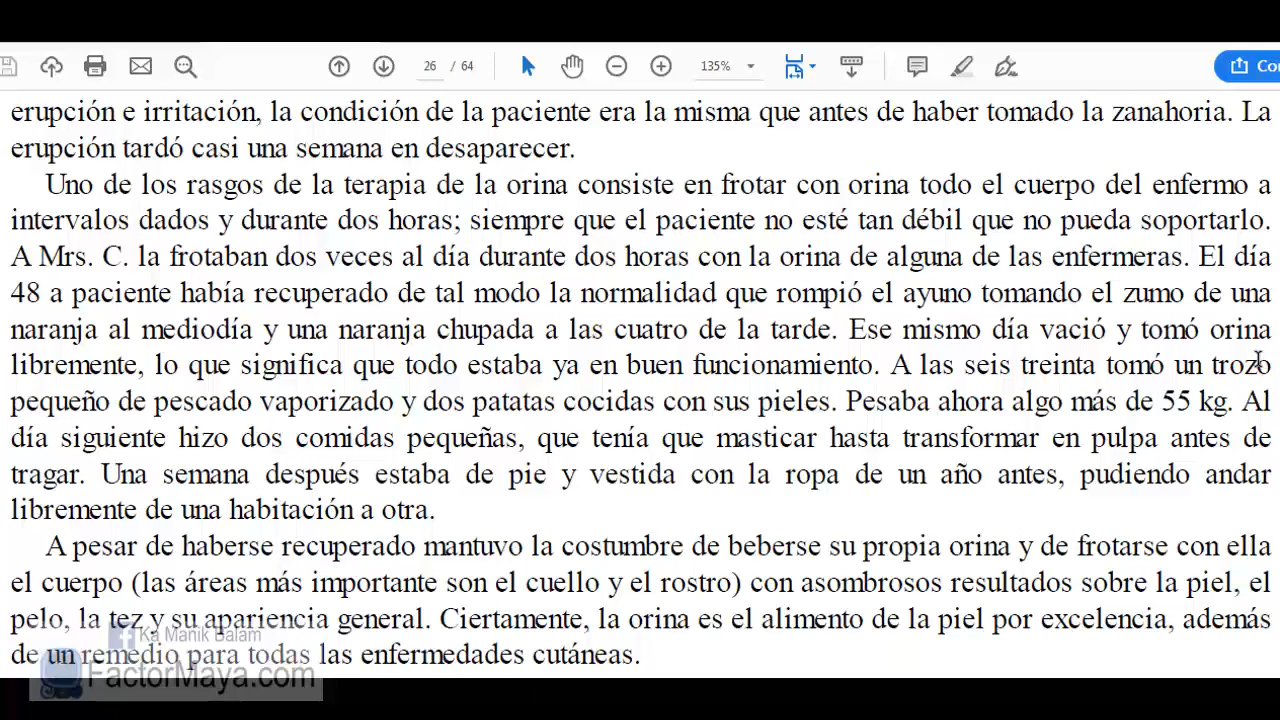 26 / 64
135%
Co
erupción e irritación, la condición de la paciente era la misma que antes de haber tomado la zanahoria. La
erupción tardó casi una semana en desaparecer.
Uno de los rasgos de la terapia de la orina consiste en frotar con orina todo el cuerpo del enfermo a
intervalos dados y durante dos horas; siempre que el paciente no esté tan débil que no pueda soportarlo.
A Mrs. C. la frotaban dos veces al día durante dos horas con la orina de alguna de las enfermeras. El día
48 a paciente había recuperado de tal modo la normalidad que rompió el ayuno tomando el zumo de una
naranja al mediodía y una naranja chupada a las cuatro de la tarde. Ese mismo día vació y tomó orina
libremente, lo que significa que todo estaba ya en buen funcionamiento. A las seis treinta tomó un trozo
pequeño de pescado vaporizado y dos patatas cocidas con sus pieles. Pesaba ahora algo más de 55 kg. Al
día siguiente hizo dos comidas pequeñas, que tenía que masticar hasta transformar en pulpa antes de
tragar. Una semana después estaba de pie y vestida con la ropa de un año antes, pudiendo andar
libremente de una habitación a otra.
A pesar de haberse recuperado mantuvo la costumbre de beberse su propia orina y de frotarse con ella
el cuerpo (las áreas más importante son el cuello y el rostro) con asombrosos resultados sobre la piel, el
pelo, la tez y su apariencia general. Ciertamente, la orina es el alimento de la piel por excelencia, además
de un remedio para todas las enfermedades cutáneas.
Ka Manik Balam
FactorMaya.com